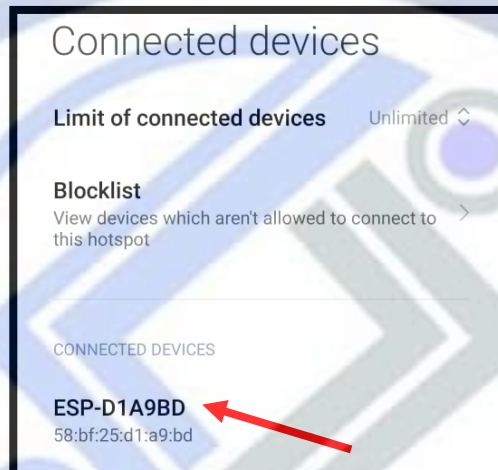 Connected devices
Limit of connected devices Unlimited
Blocklist
View devices which aren't allowed to connect to
this hotspot
CONNECTED DEVICES
ESP-D1A9BD
58:bf:25:d1:a9:bd